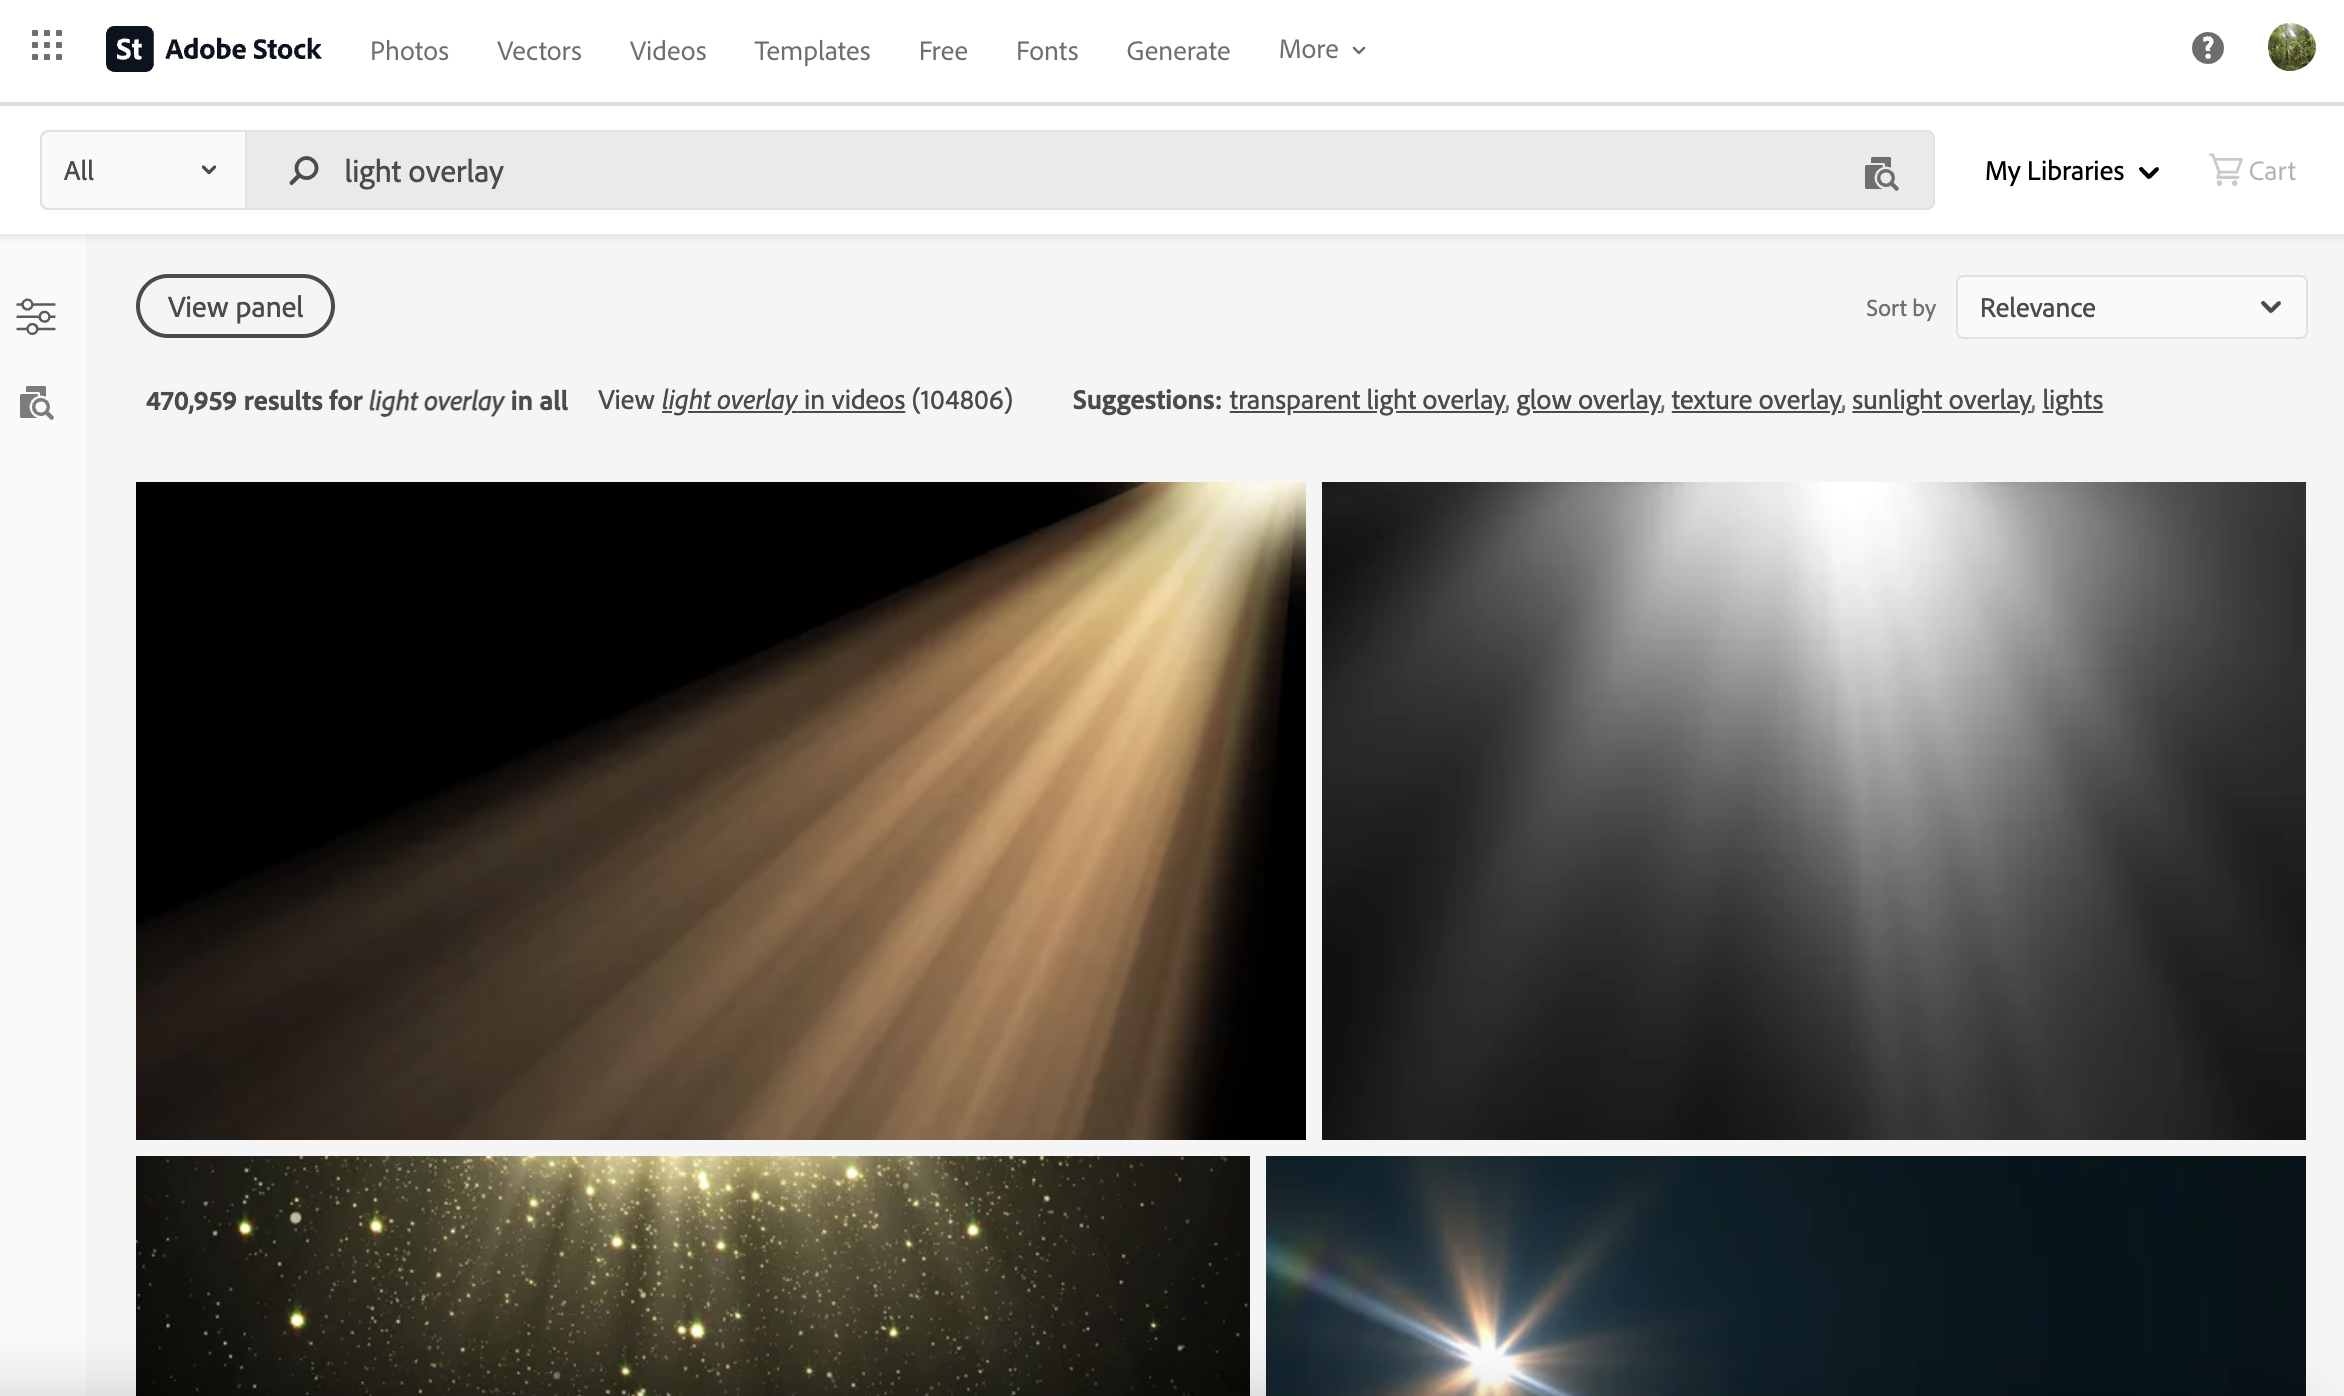 St Adobe Stock Photos Vectors Videos Templates Free Fonts Generate More ?
All light overlay My Libraries Cart
View panel Sort by Relevance
470,959 results for light overlay in all View light overlay in videos (104806) Suggestions: transparent light overlay, glow overlay, texture overlay, sunlight overlay, lights